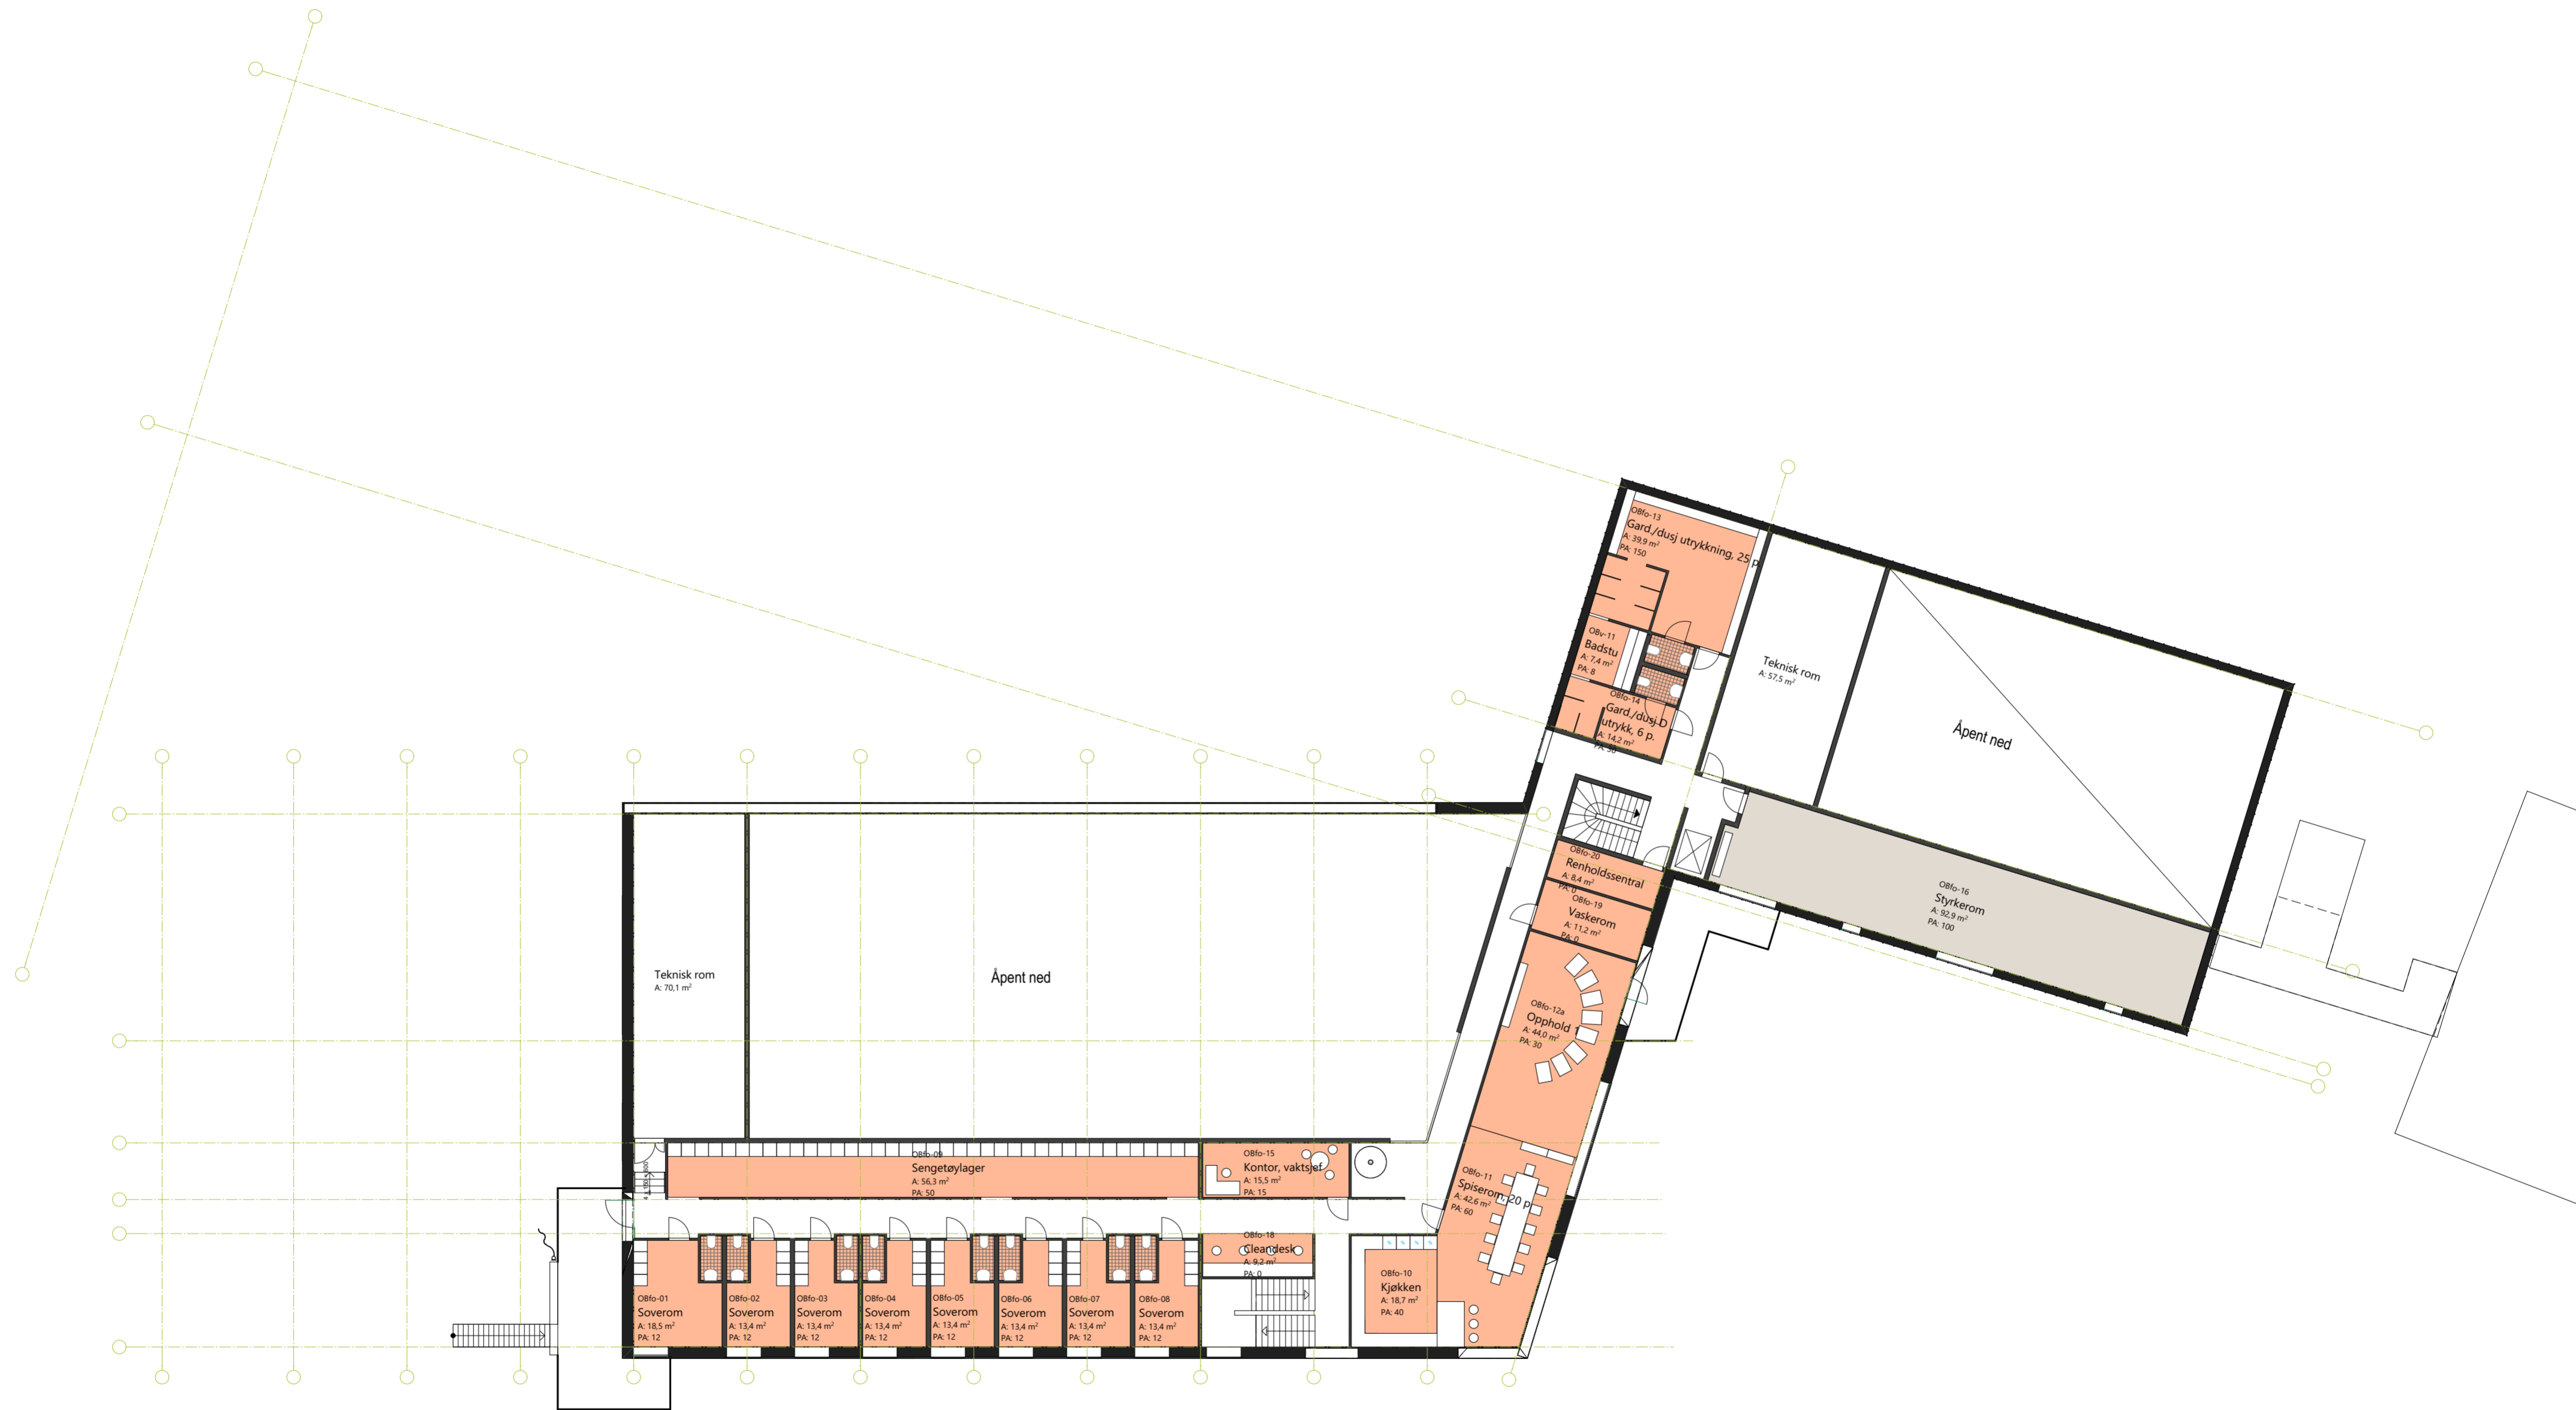 OBfo-13
Gard./dusj utrykkning, 25 p
A: 39,9 m²
PA: 150
OBv-11
Badstu
A: 7,4 m²
PA: 8
OBfo-14
Gard./dusj D
utrykk, 6 p.
A: 14,2 m²
Teknisk rom
A: 57,5 m²
Åpent ned
OBfo-20
Renholdssentral
A: 8,4 m²
PA: 0
OBfo-19
Vaskerom
A: 11,2 m²
PA: 0
OBfo-16
Styrkerom
A: 92,9 m²
PA: 100
Teknisk rom
A: 70,1 m²
Åpent ned
OBfo-12a
Opphold 1
A: 44,0 m²
PA: 30
OBfo-09
Sengetøylager
A: 56,3 m²
PA: 50
OBfo-15
Kontor, vaktsjef
A: 15,5 m²
PA: 15
OBfo-11
Spiserom, 20 p
A: 42,6 m²
PA: 60
OBfo-18
Cleandesk
A: 9,2 m²
PA: 0
OBfo-10
Kjøkken
A: 18,7 m²
PA: 40
OBfo-01
Soverom
A: 18,5 m²
PA: 12
OBfo-02
Soverom
A: 13,4 m²
PA: 12
OBfo-03
Soverom
A: 13,4 m²
PA: 12
OBfo-04
Soverom
A: 13,4 m²
PA: 12
OBfo-05
Soverom
A: 13,4 m²
PA: 12
OBfo-06
Soverom
A: 13,4 m²
PA: 12
OBfo-07
Soverom
A: 13,4 m²
PA: 12
OBfo-08
Soverom
A: 13,4 m²
PA: 12